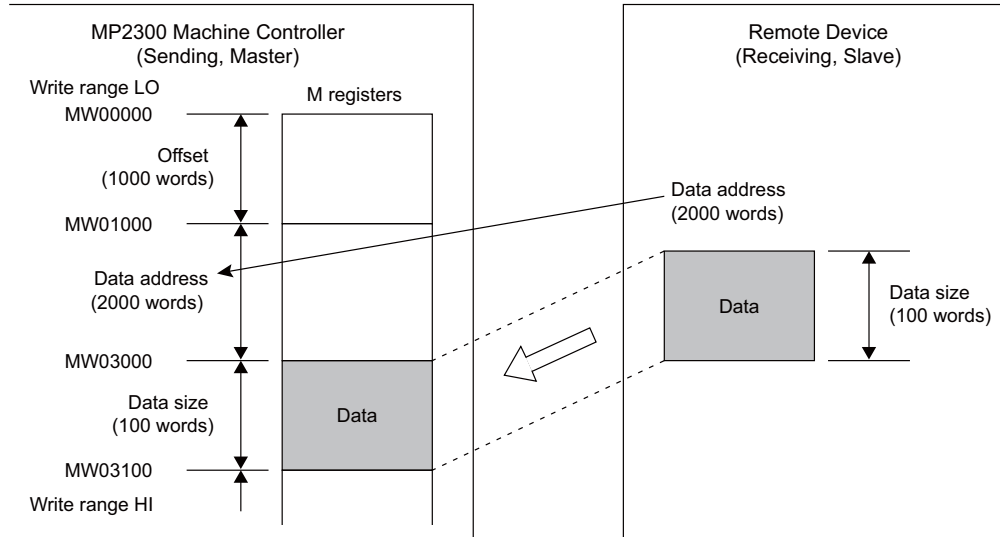 MP2300 Machine Controller
(Sending, Master)
Write range LO
MW00000
M registers
Offset
(1000 words)
MW01000
Data address
(2000 words)
MW03000
Data size
(100 words)
Data
MW03100
Write range HI
Remote Device
(Receiving, Slave)
Data address
(2000 words)
Data
Data size
(100 words)